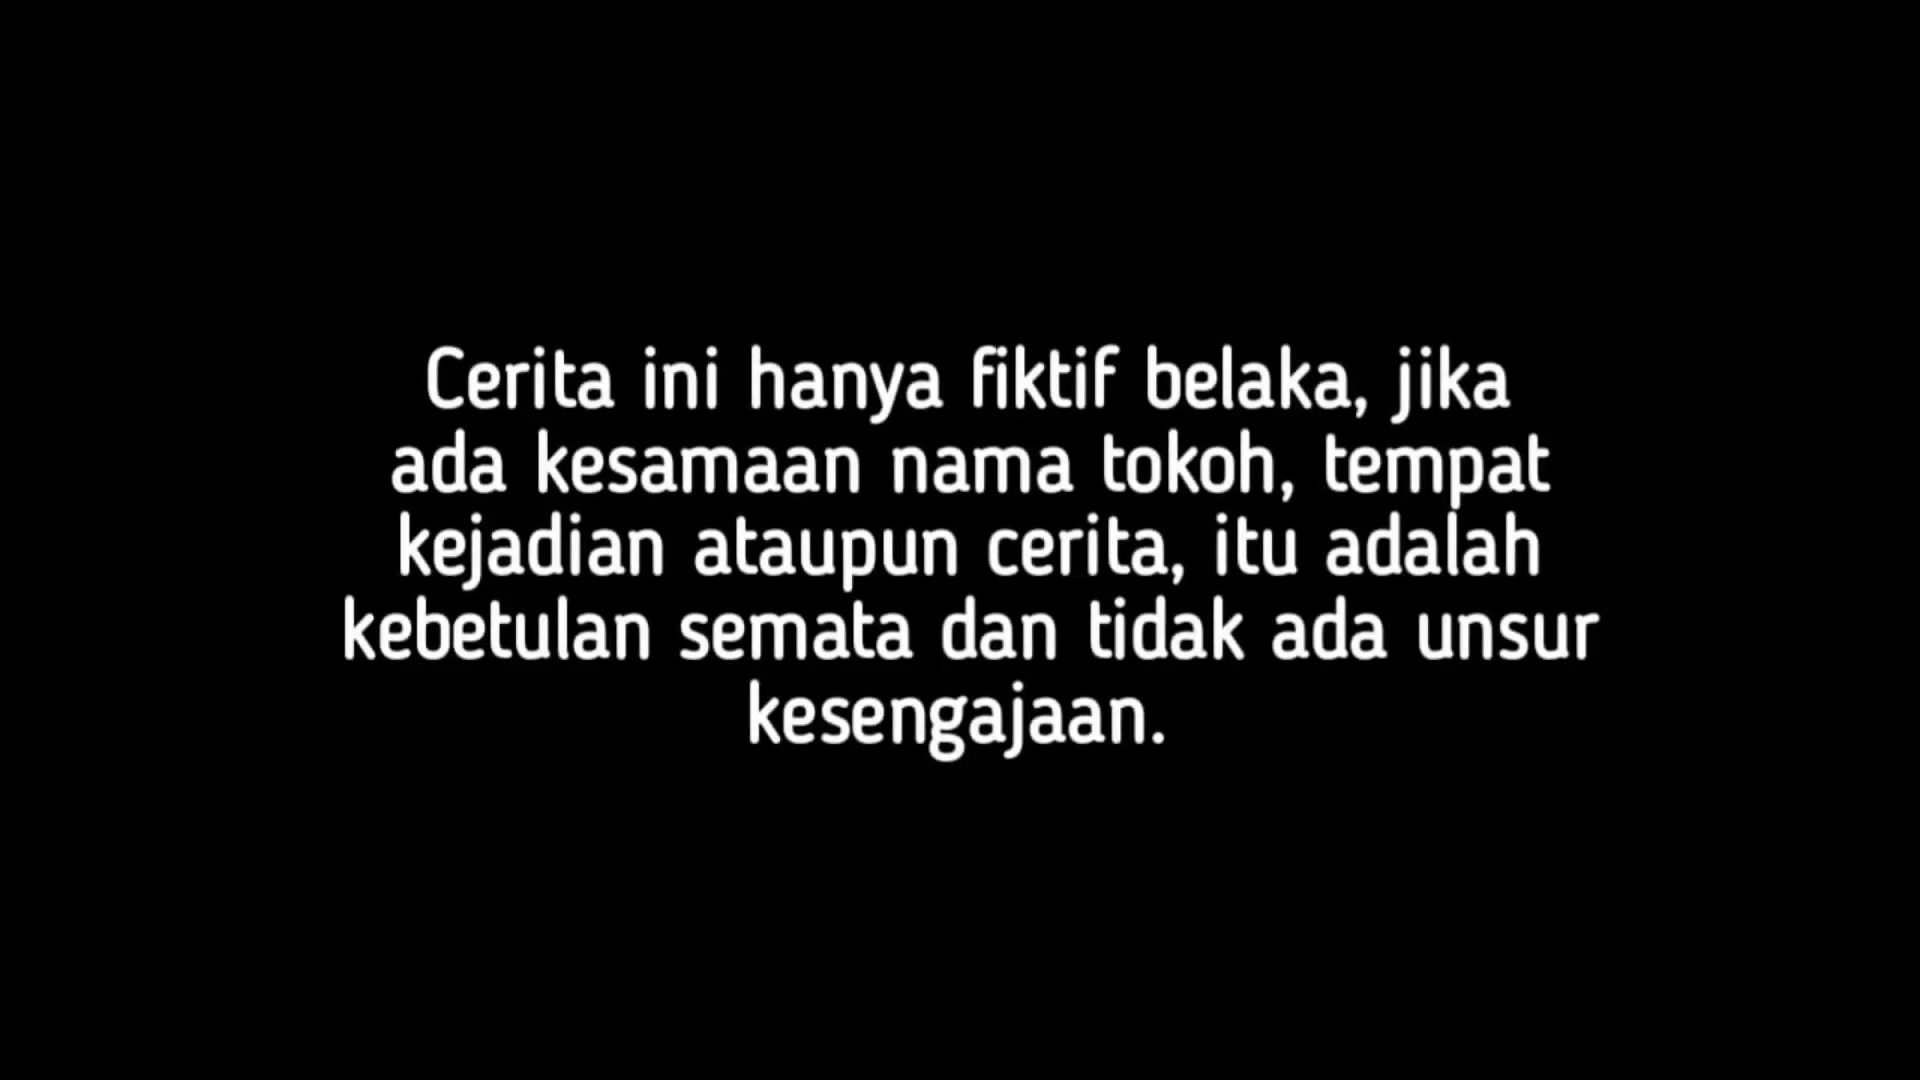 Cerita ini hanya fiktif belaka, jika
ada kesamaan nama tokoh, tempat
kejadian ataupun cerita, itu adalah
kebetulan semata dan tidak ada unsur
kesengajaan.